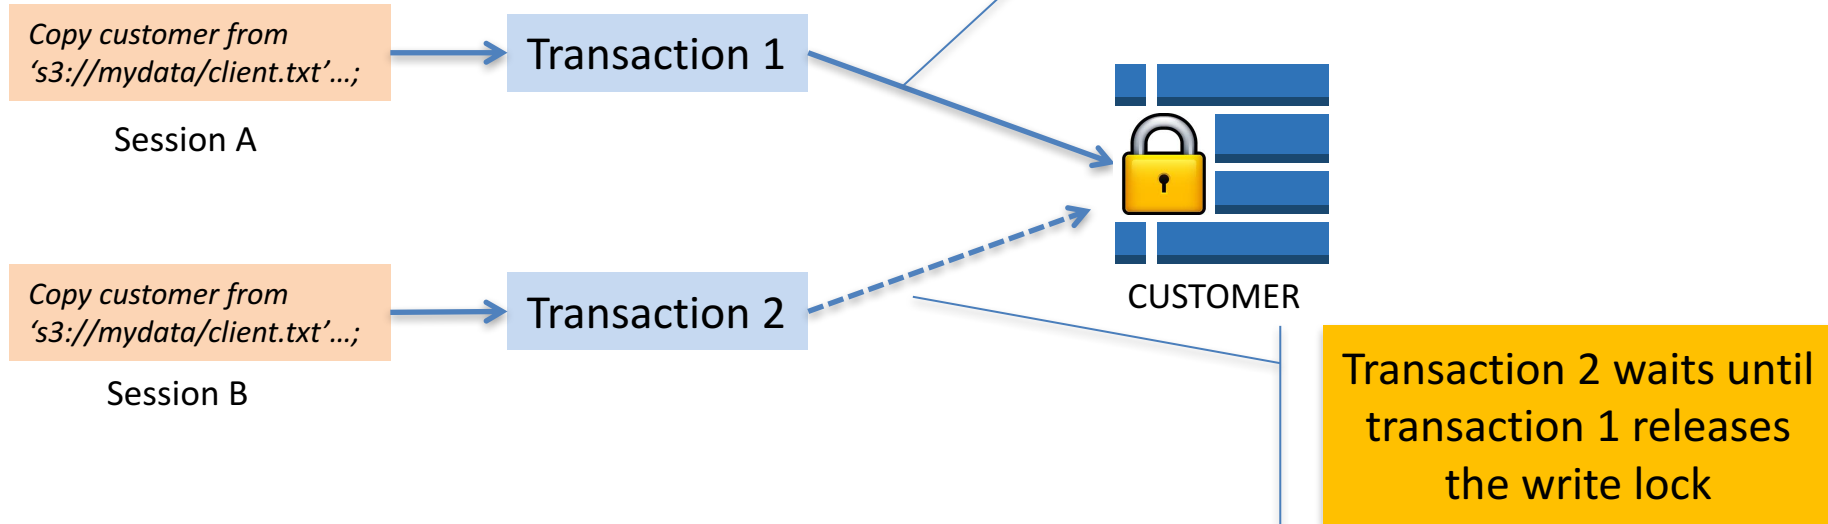 Copy customer from
‘s3://mydata/client.txt’…;
Session A
Transaction 1
Copy customer from
‘s3://mydata/client.txt’…;
Session B
Transaction 2
CUSTOMER
Transaction 2 waits until
transaction 1 releases
the write lock